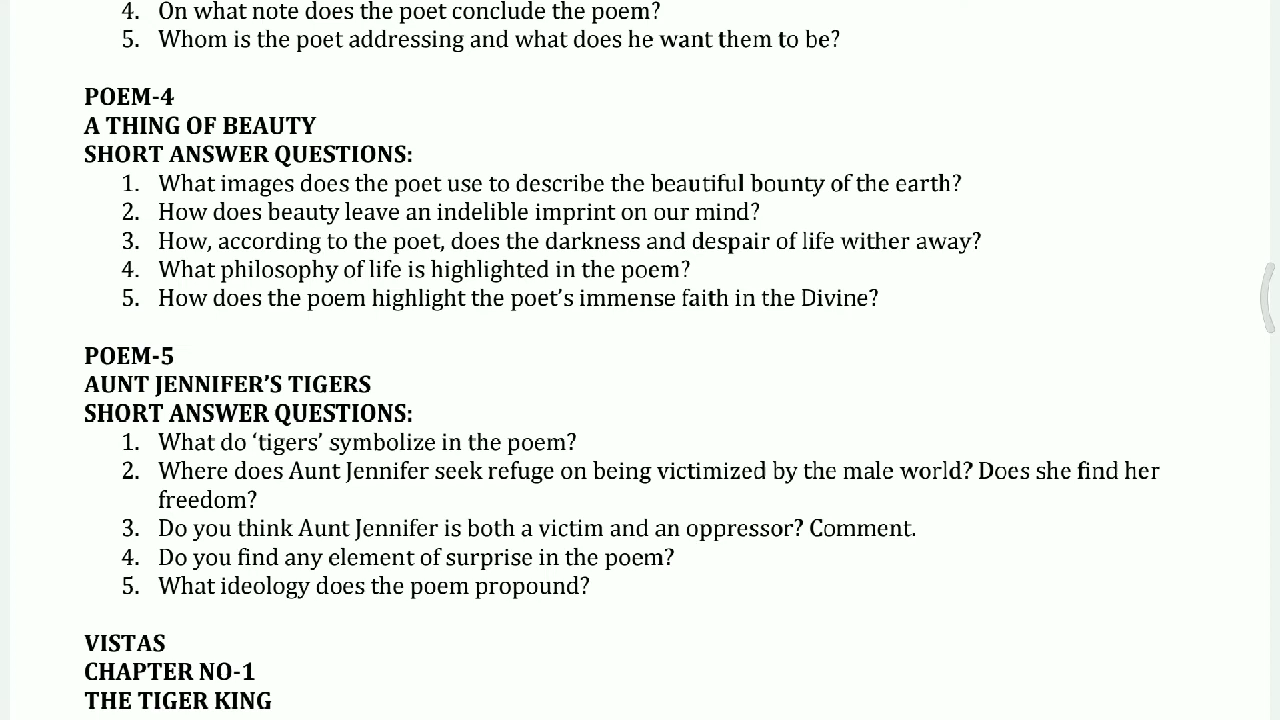 4. On what note does the poet conclude the poem?
5. Whom is the poet addressing and what does he want them to be?
POEM-4
A THING OF BEAUTY
SHORT ANSWER QUESTIONS:
1. What images does the poet use to describe the beautiful bounty of the earth?
2. How does beauty leave an indelible imprint on our mind?
3. How, according to the poet, does the darkness and despair of life wither away?
4. What philosophy of life is highlighted in the poem?
5. How does the poem highlight the poet’s immense faith in the Divine?
POEM-5
AUNT JENNIFER’S TIGERS
SHORT ANSWER QUESTIONS:
1. What do ‘tigers’ symbolize in the poem?
2. Where does Aunt Jennifer seek refuge on being victimized by the male world? Does she find her
freedom?
3. Do you think Aunt Jennifer is both a victim and an oppressor? Comment.
4. Do you find any element of surprise in the poem?
5. What ideology does the poem propound?
VISTAS
CHAPTER NO-1
THE TIGER KING